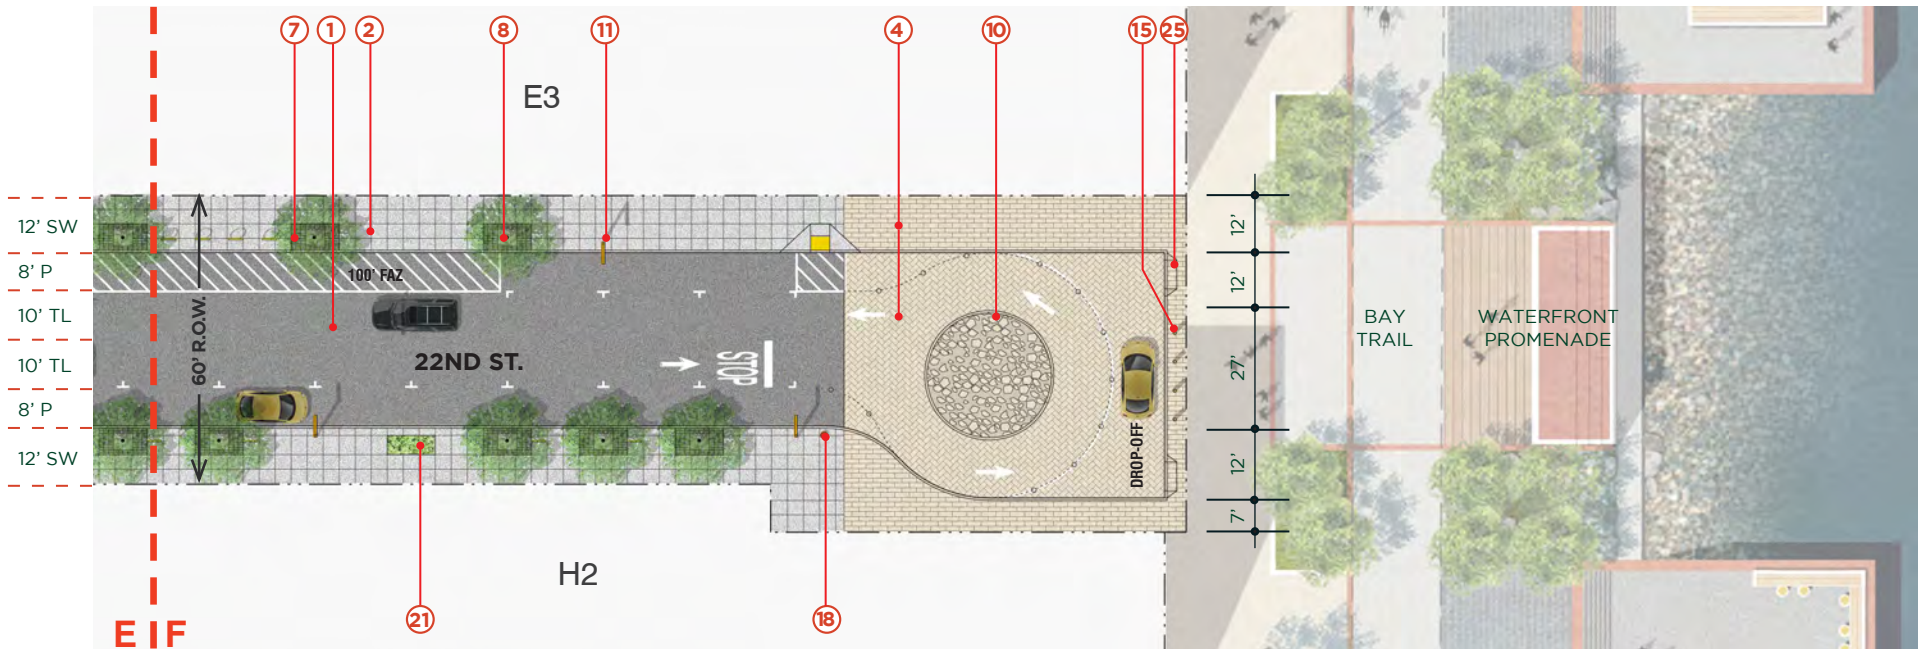 7 1 2 8 11 4 10 15 25
E3
12' SW
8' P
10' TL
10' TL
8' P
12' SW
60' R.O.W.
100' FAZ
22ND ST.
STOP
DROP-OFF
12'
12'
27'
12'
7'
BAY
TRAIL
WATERFRONT
PROMENADE
H2
21 18
E F